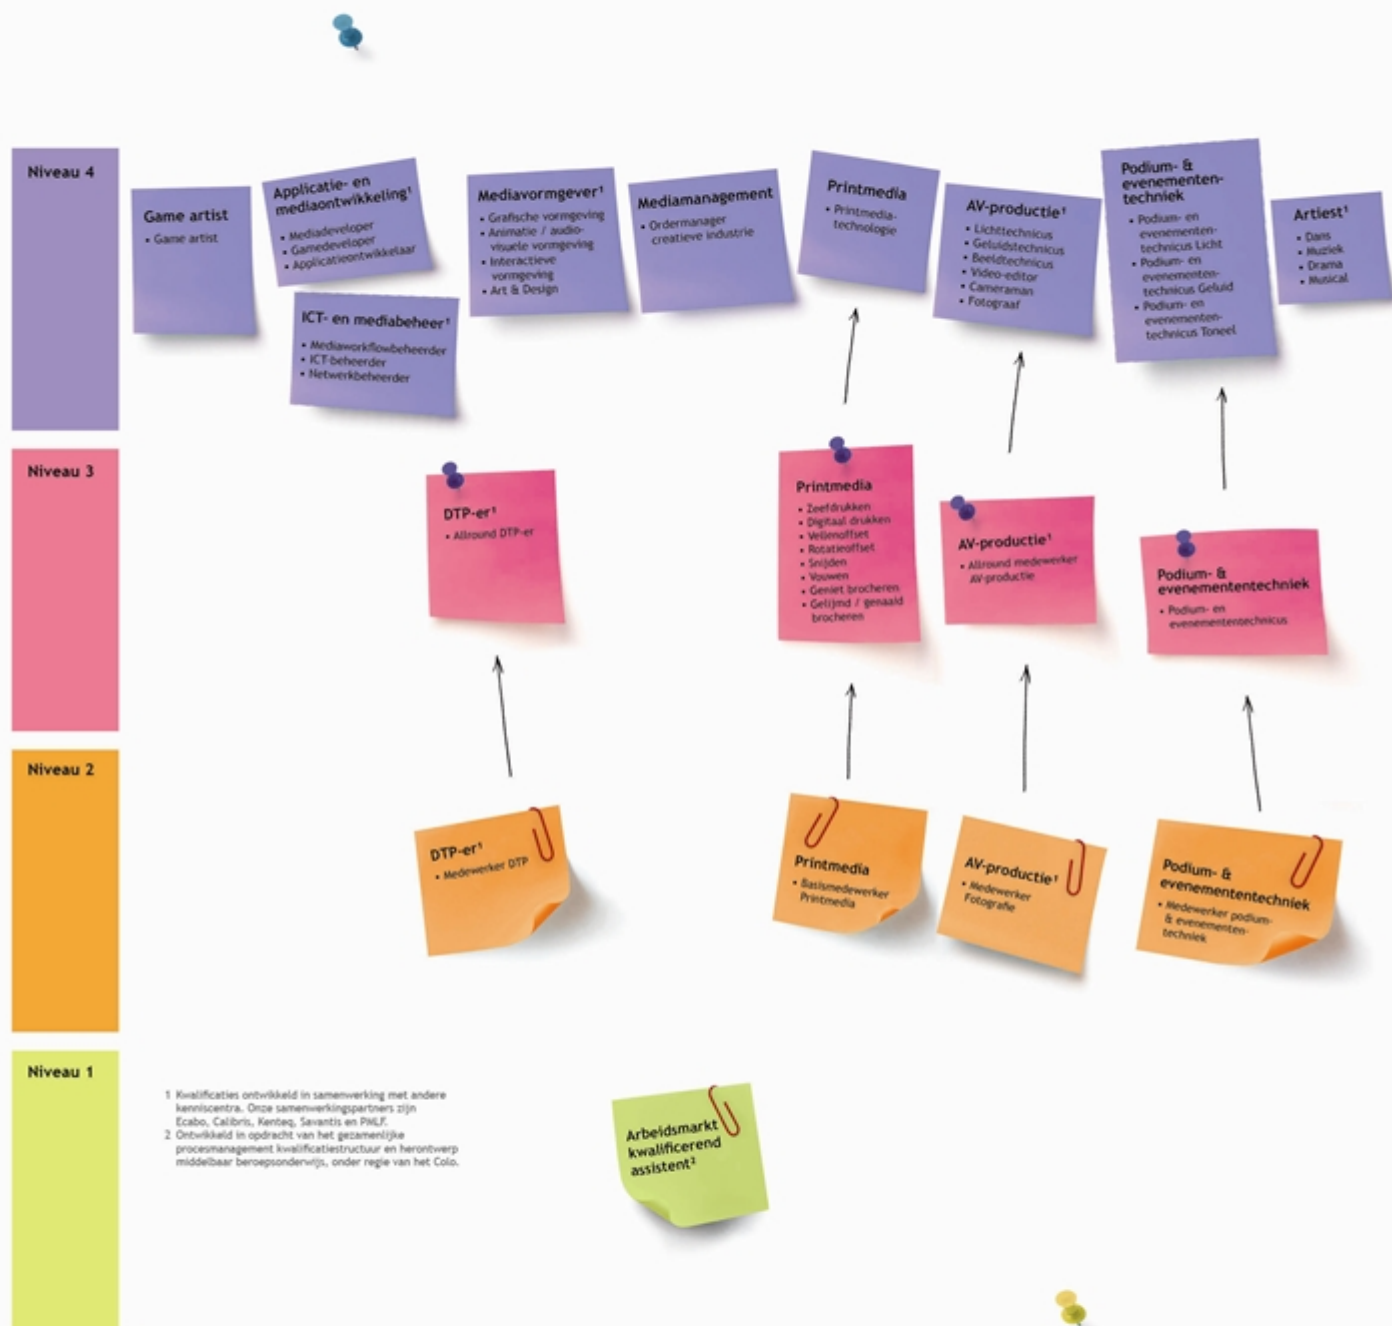 Niveau 4
Game artist
• Game artist
Applicatie- en
mediaontwikkeling¹
• Mediadeveloper
• Gamedeveloper
• Applicatieontwikkelaar
ICT- en mediabeheer¹
• Mediaworkflowbeheerder
• ICT-beheerder
• Netwerkbeheerder
Mediavormgever¹
• Grafische vormgeving
• Animatie / audio-
visuele vormgeving
• Interactieve
vormgeving
• Art & Design
Mediamanagement
• Ordermanager
creatieve industrie
Printmedia
• Printmedia-
technologie
AV-productie¹
• Lichttechnicus
• Geluidstechnicus
• Beeldtechnicus
• Video-editor
• Cameraman
• Fotograaf
Podium- &
evenementen-
techniek
• Podium- en
evenementen-
technicus Licht
• Podium- en
evenementen-
technicus Geluid
• Podium- en
evenementen-
technicus Toneel
Artiest¹
• Dans
• Muziek
• Drama
• Musical
Niveau 3
DTP-er¹
• Allround DTP-er
Printmedia
• Zeefdrukken
• Digitaal drukken
• Vellenoffset
• Rotatieoffset
• Snijden
• Vouwen
• Geniet brocheren
• Gelijmd / genaaid
brocheren
AV-productie¹
• Allround medewerker
AV-productie
Podium- &
evenemententechniek
• Podium- en
evenemententechnicus
Niveau 2
DTP-er¹
• Medewerker DTP
Printmedia
• Basismedewerker
Printmedia
AV-productie¹
• Medewerker
Fotografie
Podium- &
evenemententechniek
• Medewerker podium-
& evenementen-
techniek
Niveau 1
1 Kwalificaties ontwikkeld in samenwerking met andere
kenniscentra. Onze samenwerkingspartners zijn
Ecabo, Calibris, Kenteq, Savantis en PMLF.
2 Ontwikkeld in opdracht van het gezamenlijke
procesmanagement kwalificatiestructuur en herontwerp
middelbaar beroepsonderwijs, onder regie van het Colo.
Arbeidsmarkt
kwalificerend
assistent²